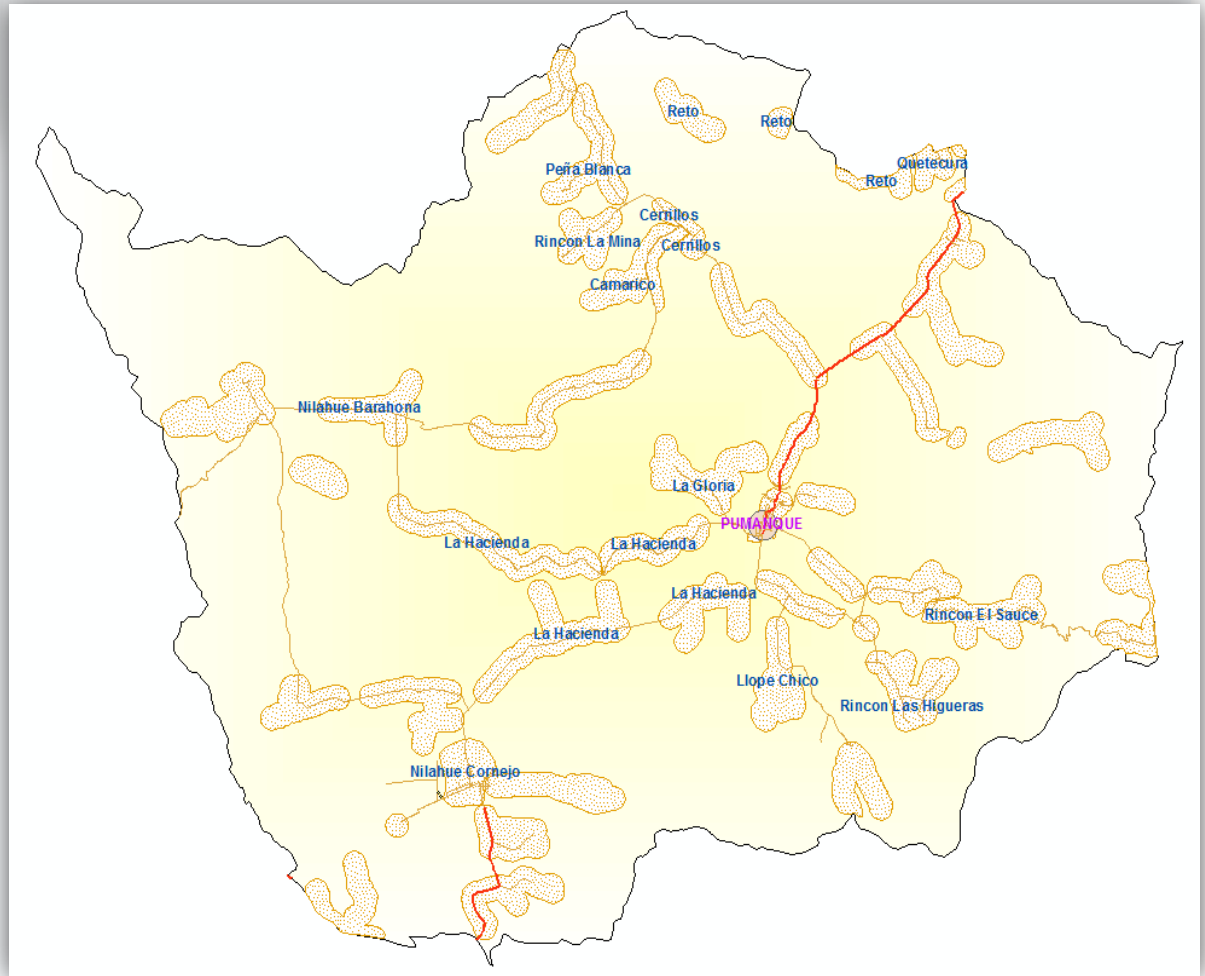 Reto
Reto
Quetecura
Peña Blanca
Reto
Cerrillos
Rincon La Mina
Cerrillos
Camarico
Nilahue Barahona
La Gloria
PUMANQUE
La Hacienda
La Hacienda
La Hacienda
Rincon El Sauce
La Hacienda
Llope Chico
Rincon Las Higueras
Nilahue Cornejo